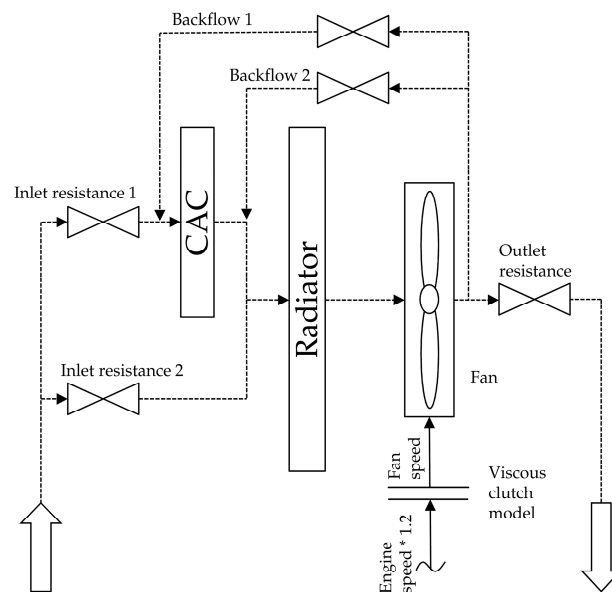 Backflow 1
Backflow 2
Inlet resistance 1
CAC
Radiator
Outlet
resistance
Inlet resistance 2
Fan
Fan
speed
Viscous
clutch
model
Engine
speed * 1.2